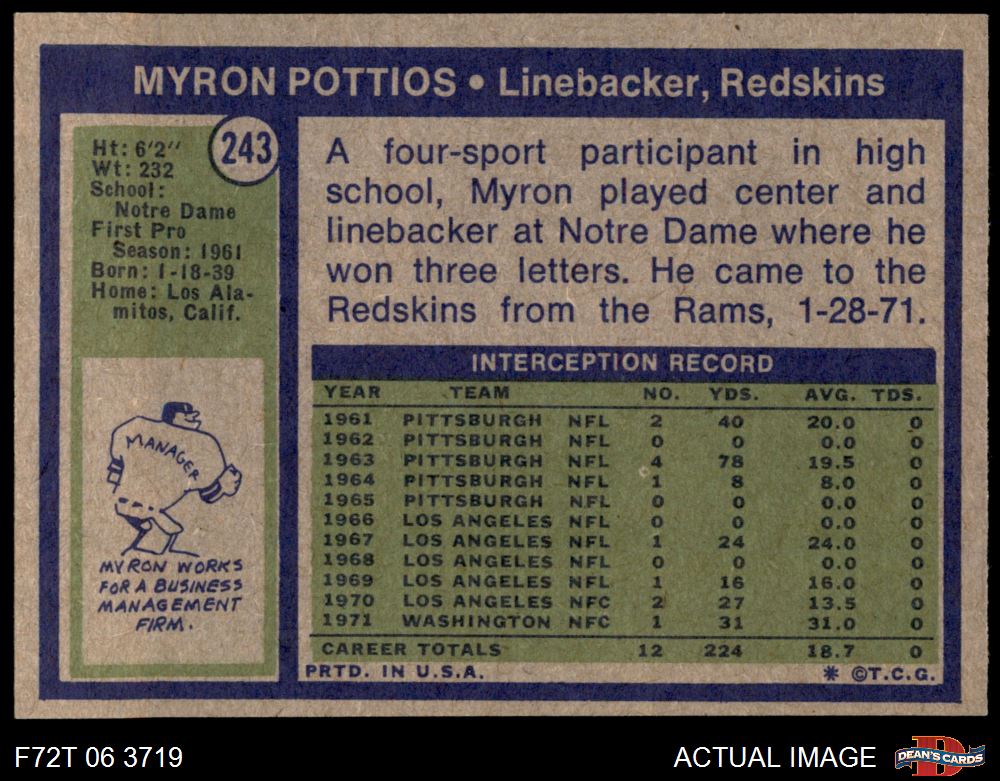 MYRON POTTIOS • Linebacker, Redskins
243
Ht: 6'2"
Wt: 232
School:
Notre Dame
First Pro
Season: 1961
Born: 1-18-39
Home: Los Ala-
mitos, Calif.
A four-sport participant in high
school, Myron played center and
linebacker at Notre Dame where he
won three letters. He came to the
Redskins from the Rams, 1-28-71.
MANAGER
MYRON WORKS
FOR A BUSINESS
MANAGEMENT
FIRM.
INTERCEPTION RECORD
YEAR TEAM NO. YDS. AVG. TDS.
1961 PITTSBURGH NFL 2 40 20.0 0
1962 PITTSBURGH NFL 0 0 0.0 0
1963 PITTSBURGH NFL 4 78 19.5 0
1964 PITTSBURGH NFL 1 8 8.0 0
1965 PITTSBURGH NFL 0 0 0.0 0
1966 LOS ANGELES NFL 0 0 0.0 0
1967 LOS ANGELES NFL 1 24 24.0 0
1968 LOS ANGELES NFL 0 0 0.0 0
1969 LOS ANGELES NFL 1 16 16.0 0
1970 LOS ANGELES NFC 2 27 13.5 0
1971 WASHINGTON NFC 1 31 31.0 0
CAREER TOTALS 12 224 18.7 0
PRTD. IN U.S.A. * ©T.C.G.
F72T 06 3719 ACTUAL IMAGE
D
DEAN'S CARDS